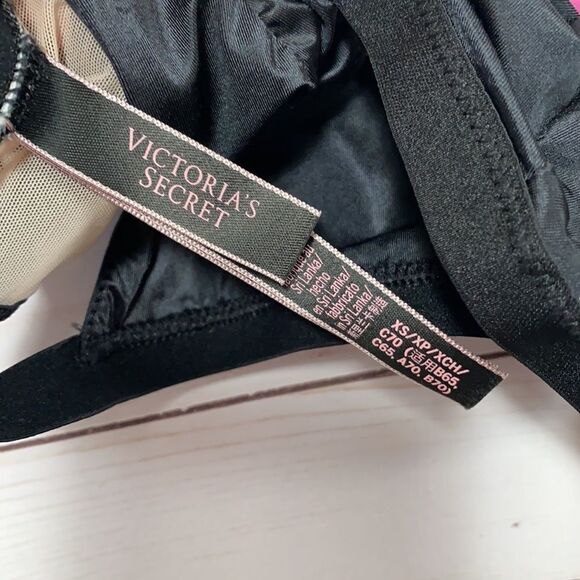 VICTORIA'S
SECRET
Sri Lanka/
hecho
en Sri Lanka/
fabricato
in Sri Lanka/
XS/XP/XCH/
C70 (适用B65,
C65, A70, B70)